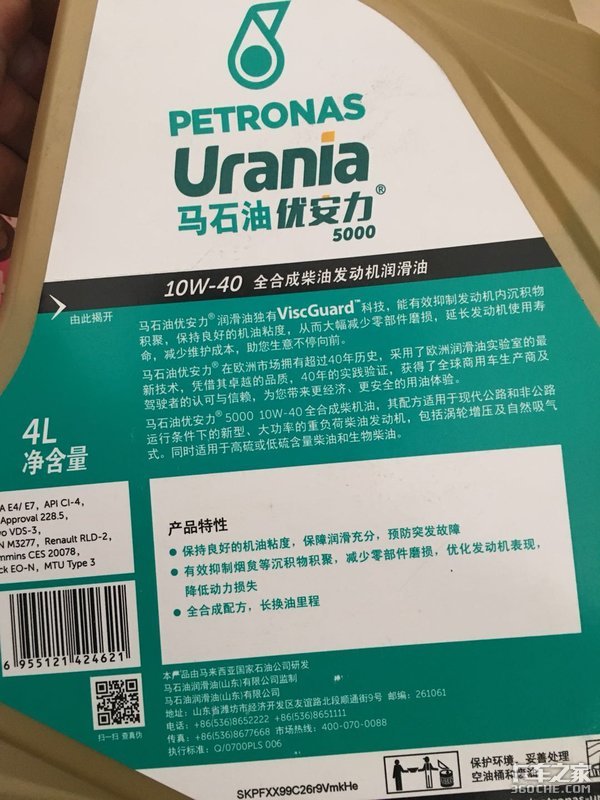 PETRONAS
Urania
马石油 优安力®
5000
10W-40 全合成柴油发动机润滑油
由此揭开
马石油优安力®润滑油独有ViscGuard™科技，能有效抑制发动机内沉积物
积聚，保持良好的机油粘度，从而大幅减少零部件磨损，延长发动机使用寿
命，减少维护成本，助您生意不停向前。
马石油优安力®在欧洲市场拥有超过40年历史，采用了欧洲润滑油实验室的最
新技术，凭借其卓越的品质，40年的实践验证，获得了全球商用车生产商及
驾驶者的认可与信赖，为您带来更经济、更安全的用油体验。
马石油优安力®5000 10W-40全合成柴机油，其配方适用于现代公路和非公路
运行条件下的新型、大功率的重负荷柴油发动机，包括涡轮增压及自然吸气
式。同时适用于高硫或低硫含量柴油和生物柴油。
4L
净含量
A E4/ E7, API CI-4,
Approval 228.5,
vo VDS-3,
N M3277, Renault RLD-2,
mmins CES 20078,
ck EO-N, MTU Type 3
产品特性
● 保持良好的机油粘度，保障润滑充分，预防突发故障
● 有效抑制烟炱等沉积物积聚，减少零部件磨损，优化发动机表现，
降低动力损失
● 全合成配方，长换油里程
6 955121 424621
扫一扫 查真伪
本产品由马来西亚国家石油公司研发
马石油润滑油(山东)有限公司监制
马石油润滑油(山东)有限公司
地址：山东省潍坊市经济开发区友谊路北段顺通街9号 邮编：261061
电话：+86(536)8652222 +86(536)8651111
传真：+86(536)8677668 市场热线：400-070-0088
执行标准：Q/0700PLS 006
SKPFXX99C26r9VmkHe
保护环境、妥善处理
空油桶和废油
卡车之家
360che.com